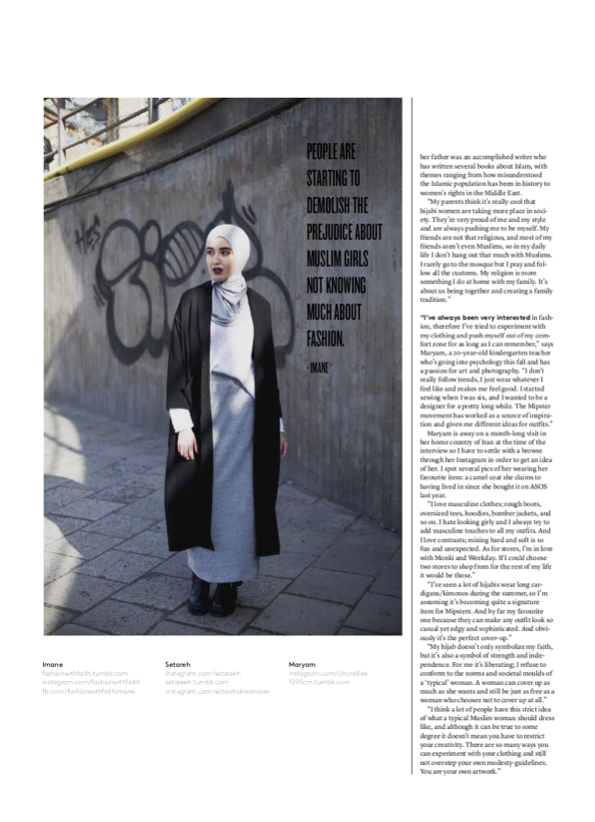 PEOPLE ARE
STARTING TO
DEMOLISH THE
PREJUDICE ABOUT
MUSLIM GIRLS
NOT KNOWING
MUCH ABOUT
FASHION.
-IMANE
HES
Imane
fashionwithfaith.tumblr.com
instagram.com/fashionwithfaith
fb.com/fashionwithfaithimane
Setareh
instagram.com/setareeh
setareeh.tumblr.com
instagram.com/setarehskreationer
Maryam
instagram.com/Uncrellive
1995cm.tumblr.com
her father was an accomplished writer who
has written several books about Islam, with
themes ranging from how misunderstood
the Islamic population has been in history to
women's rights in the Middle East.
"My parents think it's really cool that
hijabi women are taking more place in soci-
ety. They're very proud of me and my style
and are always pushing me to be myself. My
friends are not that religious, and most of my
friends aren't even Muslims, so in my daily
life I don't hang out that much with Muslims.
I rarely go to the mosque but I pray and fol-
low all the customs. My religion is more
something I do at home with my family. It's
about us being together and creating a family
tradition."
"I've always been very interested in fash-
ion, therefore I've tried to experiment with
my clothing and push myself out of my com-
fort zone for as long as I can remember," says
Maryam, a 20-year-old kindergarten teacher
who's going into psychology this fall and has
a passion for art and photography. "I don't
really follow trends, I just wear whatever I
feel like and makes me feel good. I started
sewing when I was six, and I wanted to be a
designer for a pretty long while. The Mipster
movement has worked as a source of inspira-
tion and given me different ideas for outfits."
Maryam is away on a month-long visit in
her home country of Iran at the time of the
interview so I have to settle with a browse
through her Instagram in order to get an idea
of her. I spot several pics of her wearing her
favourite item: a camel coat she claims to
having lived in since she bought it on ASOS
last year.
"I love masculine clothes; rough boots,
oversized tees, hoodies, bomber jackets, and
so on. I hate looking girly and I always try to
add masculine touches to all my outfits. And
I love contrasts; mixing hard and soft is so
fun and unexpected. As for stores, I'm in love
with Monki and Weekday. If I could choose
two stores to shop from for the rest of my life
it would be those."
"I've seen a lot of hijabis wear long car-
digans/kimonos during the summer, so I'm
assuming it's becoming quite a signature
item for Mipsterz. And by far my favourite
one because they can make any outfit look so
casual yet edgy and sophisticated. And obvi-
ously it's the perfect cover-up."
"My hijab doesn't only symbolize my faith,
but it's also a symbol of strength and inde-
pendence. For me it's liberating; I refuse to
conform to the norms and societal moulds of
a 'typical' woman. A woman can cover up as
much as she wants and still be just as free as a
woman who chooses not to cover up at all."
"I think a lot of people have this strict idea
of what a typical Muslim woman should dress
like, and although it can be true to some
degree it doesn't mean you have to restrict
your creativity. There are so many ways you
can experiment with your clothing and still
not overstep your own modesty-guidelines.
You are your own artwork."